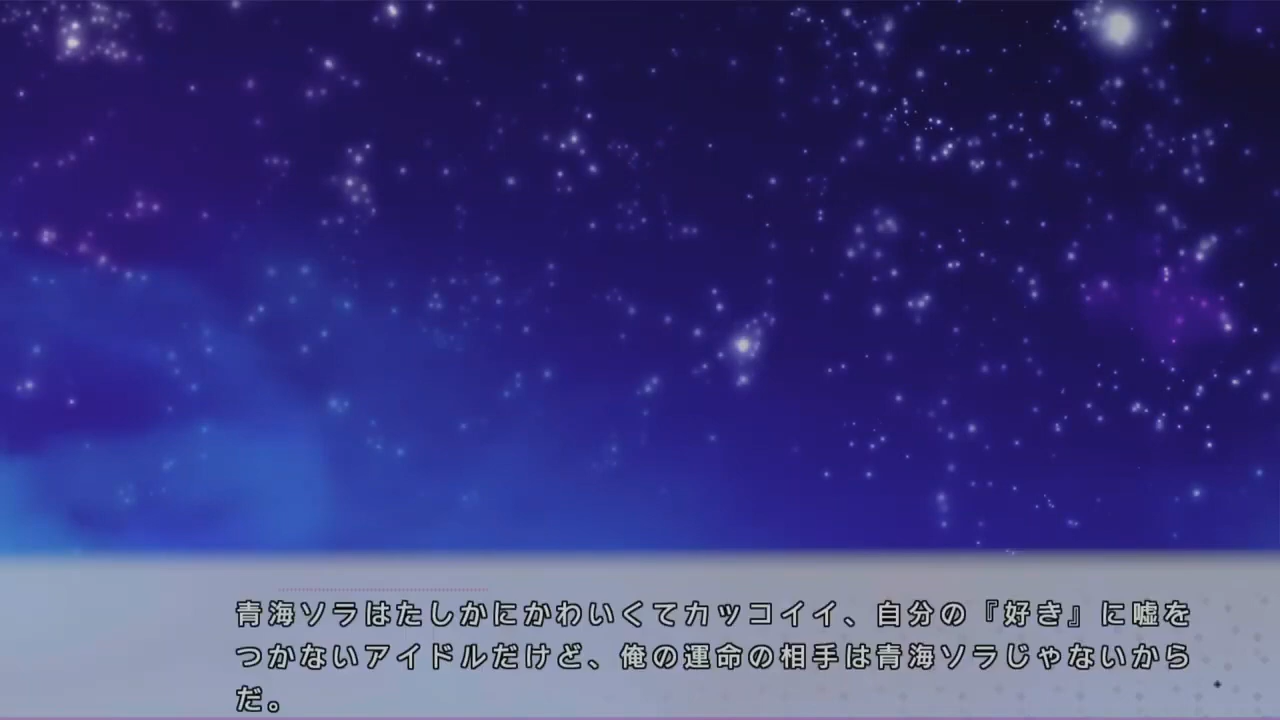 青海ソラはたしかにかわいくてカッコイイ、自分の『好き』に嘘を
つかないアイドルだけど、俺の運命の相手は青海ソラじゃないから
だ。